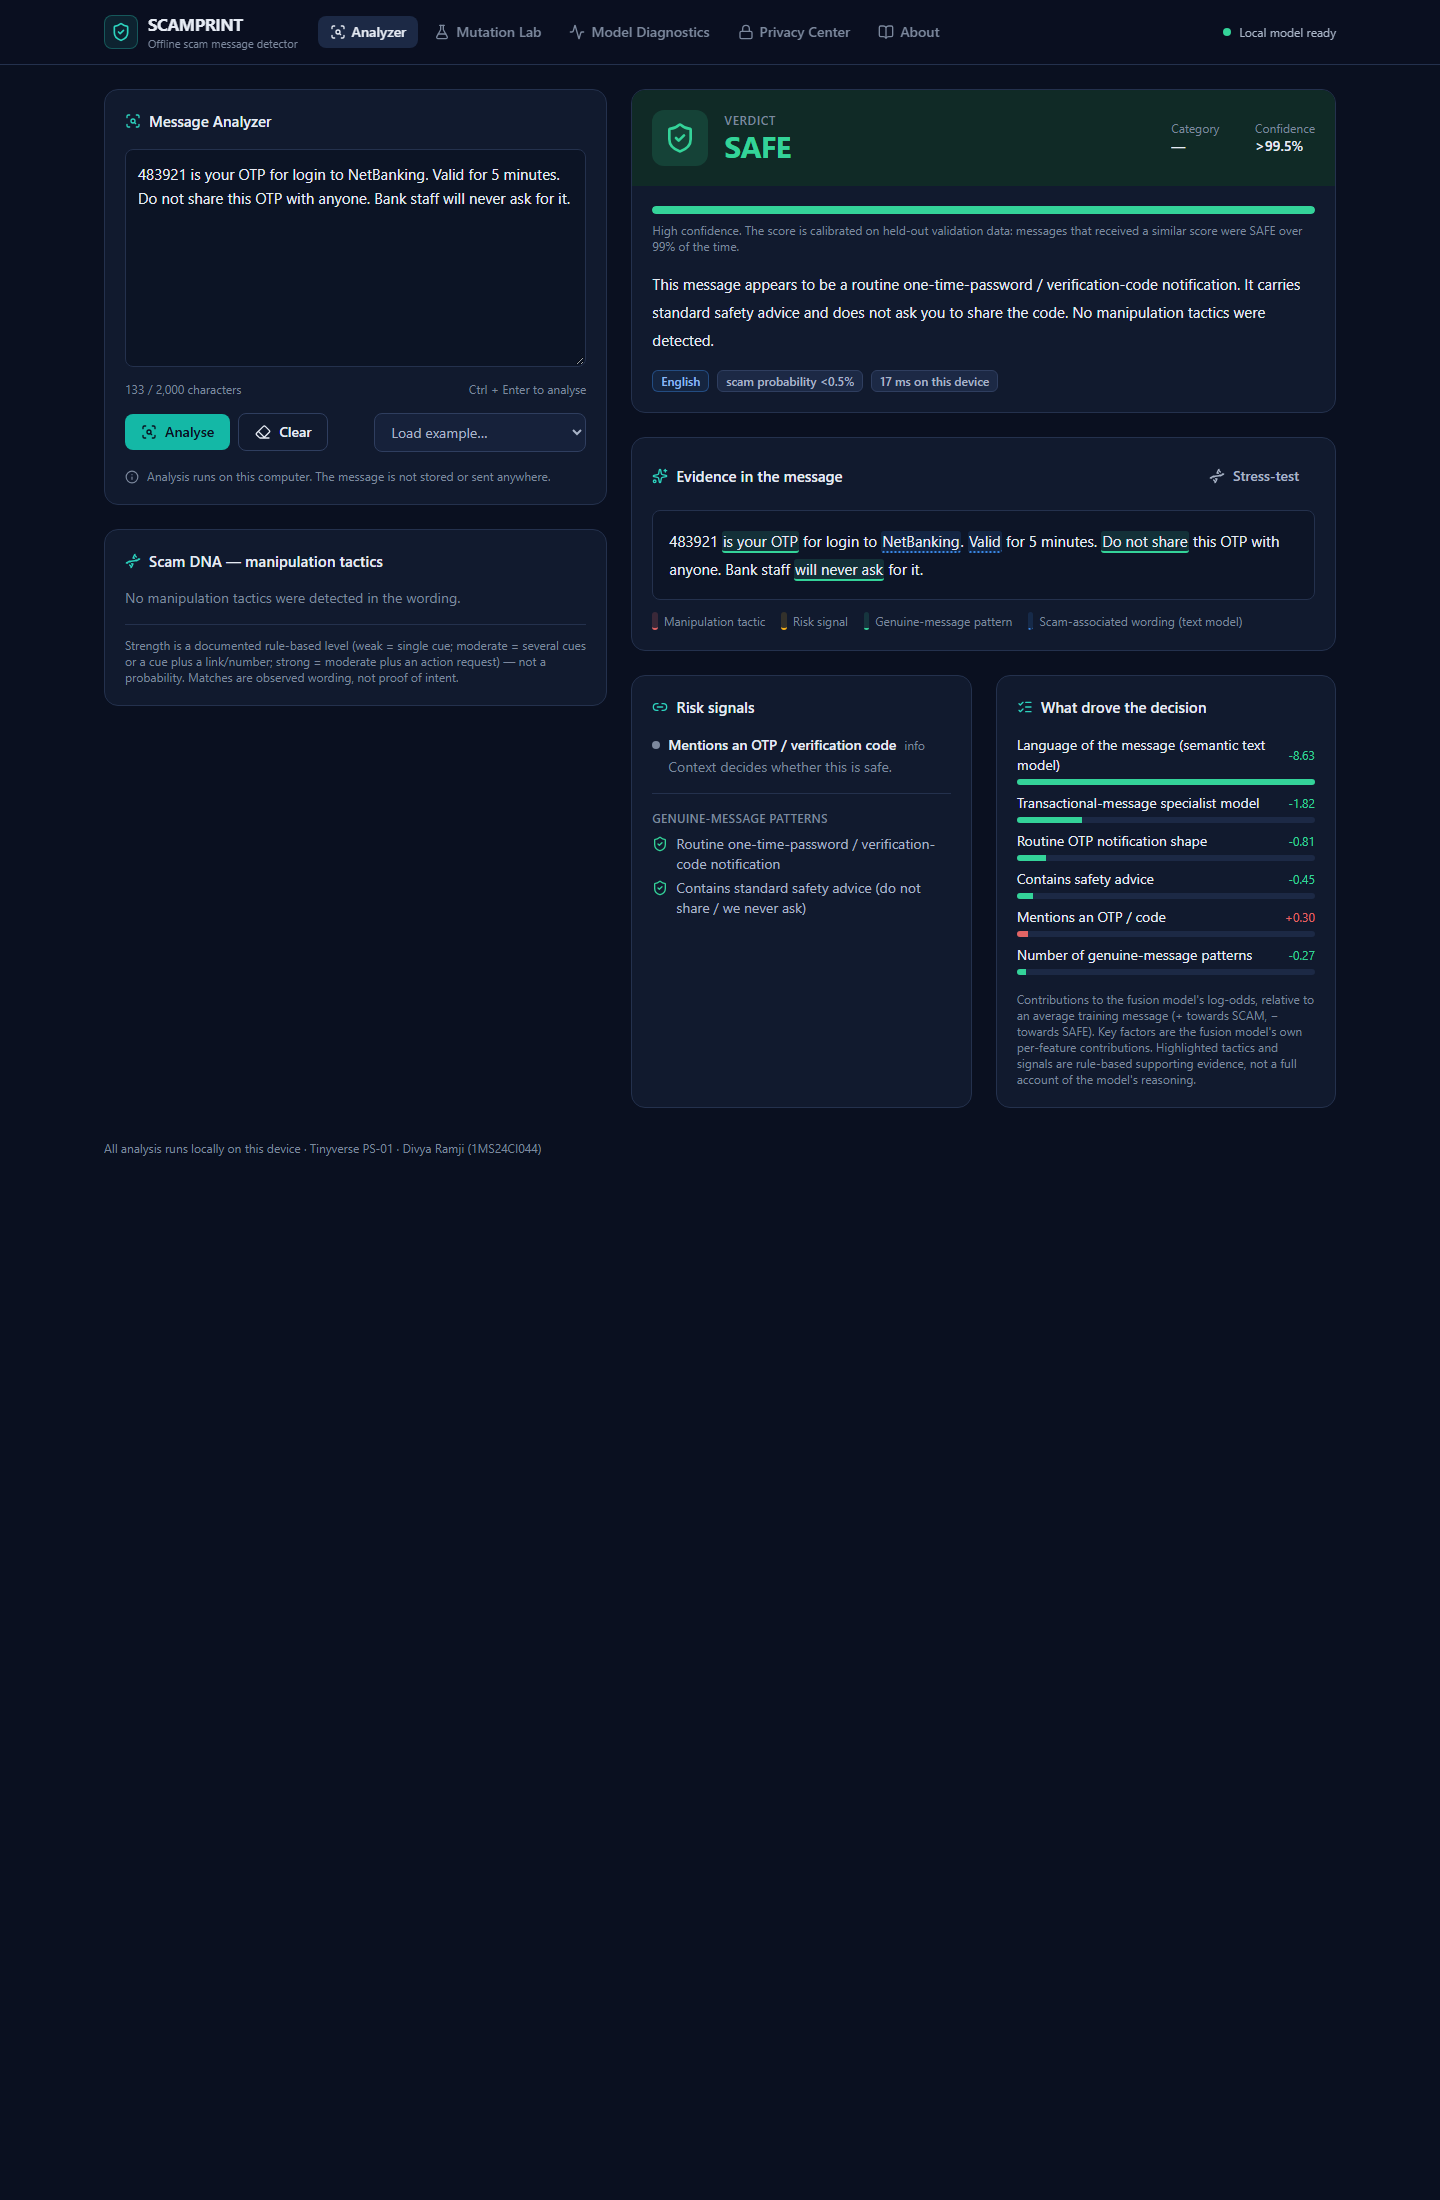 SCAMPRINT
Offline scam message detector
Analyzer
Mutation Lab
Model Diagnostics
Privacy Center
About
Local model ready
Message Analyzer
483921 is your OTP for login to NetBanking. Valid for 5 minutes.
Do not share this OTP with anyone. Bank staff will never ask for it.
133 / 2,000 characters
Ctrl + Enter to analyse
Analyse
Clear
Load example...
Analysis runs on this computer. The message is not stored or sent anywhere.
Scam DNA — manipulation tactics
No manipulation tactics were detected in the wording.
Strength is a documented rule-based level (weak = single cue; moderate = several cues
or a cue plus a link/number; strong = moderate plus an action request) — not a
probability. Matches are observed wording, not proof of intent.
VERDICT
SAFE
Category
—
Confidence
>99.5%
High confidence. The score is calibrated on held-out validation data: messages that received a similar score were SAFE over
99% of the time.
This message appears to be a routine one-time-password / verification-code notification. It carries
standard safety advice and does not ask you to share the code. No manipulation tactics were
detected.
English
scam probability <0.5%
17 ms on this device
Evidence in the message
Stress-test
483921 is your OTP for login to NetBanking. Valid for 5 minutes. Do not share this OTP with
anyone. Bank staff will never ask for it.
Manipulation tactic
Risk signal
Genuine-message pattern
Scam-associated wording (text model)
Risk signals
Mentions an OTP / verification code info
Context decides whether this is safe.
GENUINE-MESSAGE PATTERNS
Routine one-time-password / verification-
code notification
Contains standard safety advice (do not
share / we never ask)
What drove the decision
Language of the message (semantic text
model)
-8.63
Transactional-message specialist model
-1.82
Routine OTP notification shape
-0.81
Contains safety advice
-0.45
Mentions an OTP / code
+0.30
Number of genuine-message patterns
-0.27
Contributions to the fusion model's log-odds, relative to
an average training message (+ towards SCAM, −
towards SAFE). Key factors are the fusion model's own
per-feature contributions. Highlighted tactics and
signals are rule-based supporting evidence, not a full
account of the model's reasoning.
All analysis runs locally on this device · Tinyverse PS-01 · Divya Ramji (1MS24CI044)